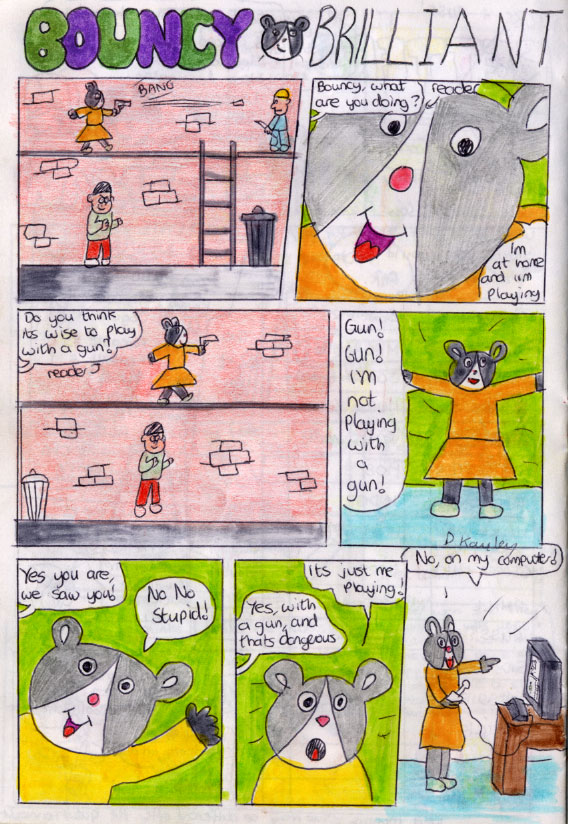 BOUNCY BRILLIANT
BANG
Bouncy, what
are you doing?
reader
Im
at home
and um
Playing
Do you think
its wise to play
with a gun?
reader
Gun!
Gun!
I'M
not
Playing
with
a
gun!
D Kayley
Yes you are,
we saw you!
No No
Stupid!
Its just me
Playing!
Yes, with
a gun, and
thats dangeous
No, on my computer!